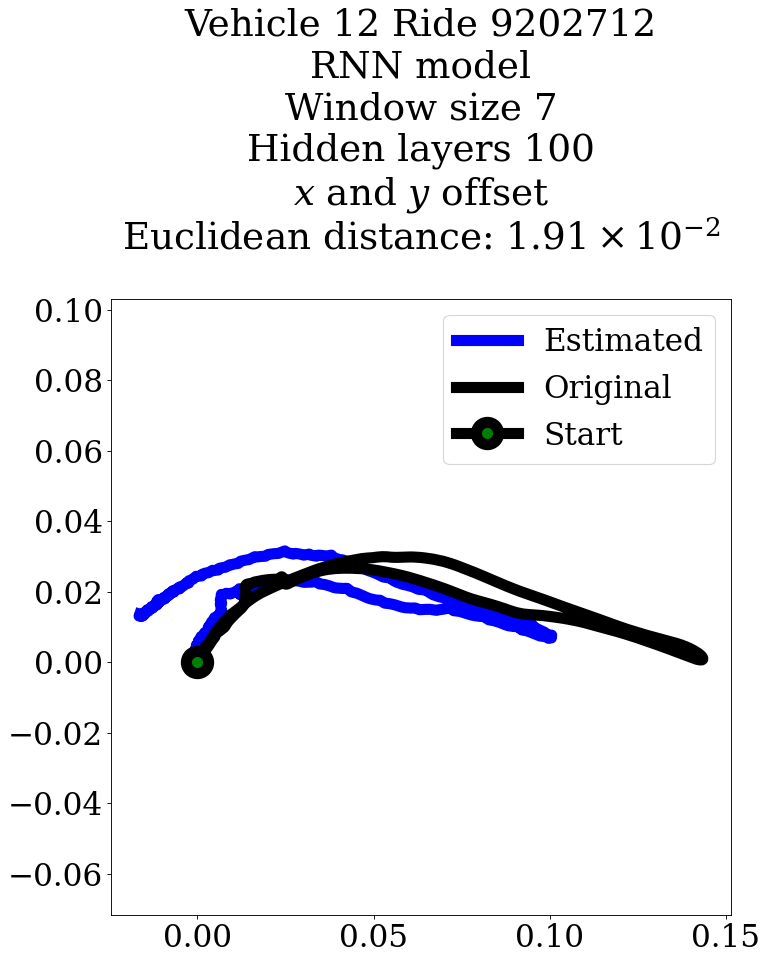 Vehicle 12 Ride 9202712
RNN model
Window size 7
Hidden layers 100
x and y offset
Euclidean distance: 1.91 × 10⁻²
Estimated
Original
Start
0.10
0.08
0.06
0.04
0.02
0.00
−0.02
−0.04
−0.06
0.00 0.05 0.10 0.15